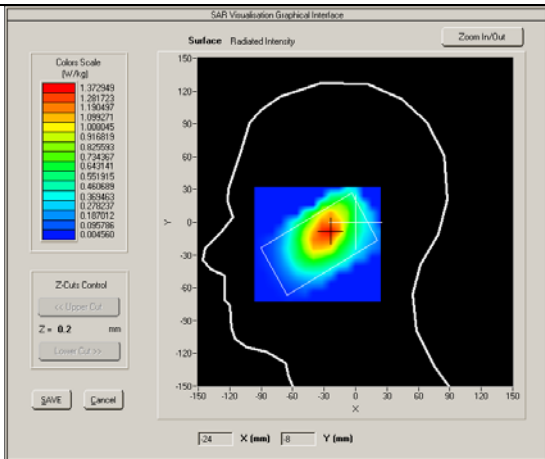 SAR Visualisation Graphical Interface
Surface Radiated Intensity
Zoom In/Out
Colors Scale
(W/kg)
1.372949
1.281723
1.190497
1.099271
1.008045
0.916819
0.825593
0.734367
0.643141
0.551915
0.460689
0.369463
0.278237
0.187012
0.095786
0.004560
Z-Cuts Control
<< Upper Cut
Z = 0.2 mm
Lower Cut >>
SAVE Cancel
150
120
90
60
30
0
-30
-60
-90
-120
-150
Y
-150 -120 -90 -60 -30 0 30 60 90 120 150
X
-24 X (mm) -8 Y (mm)